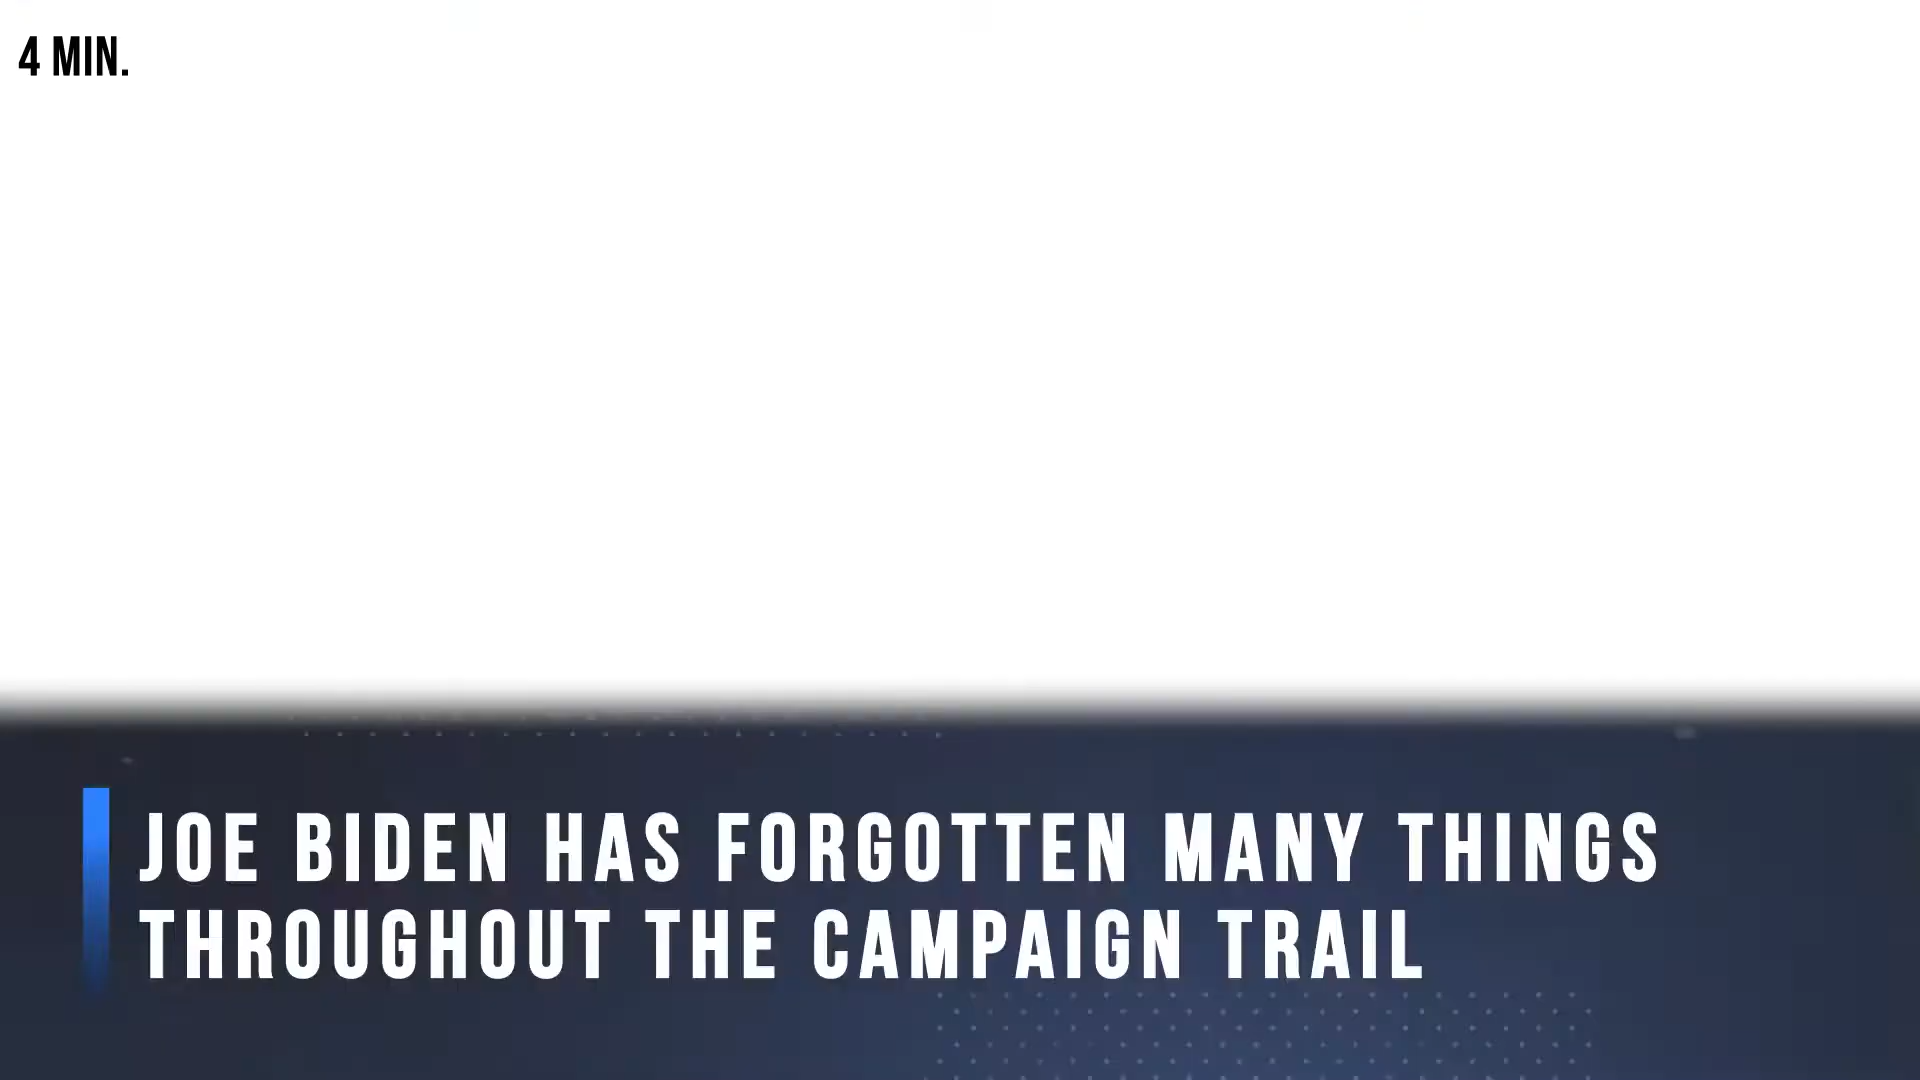 4 MIN.
JOE BIDEN HAS FORGOTTEN MANY THINGS
THROUGHOUT THE CAMPAIGN TRAIL